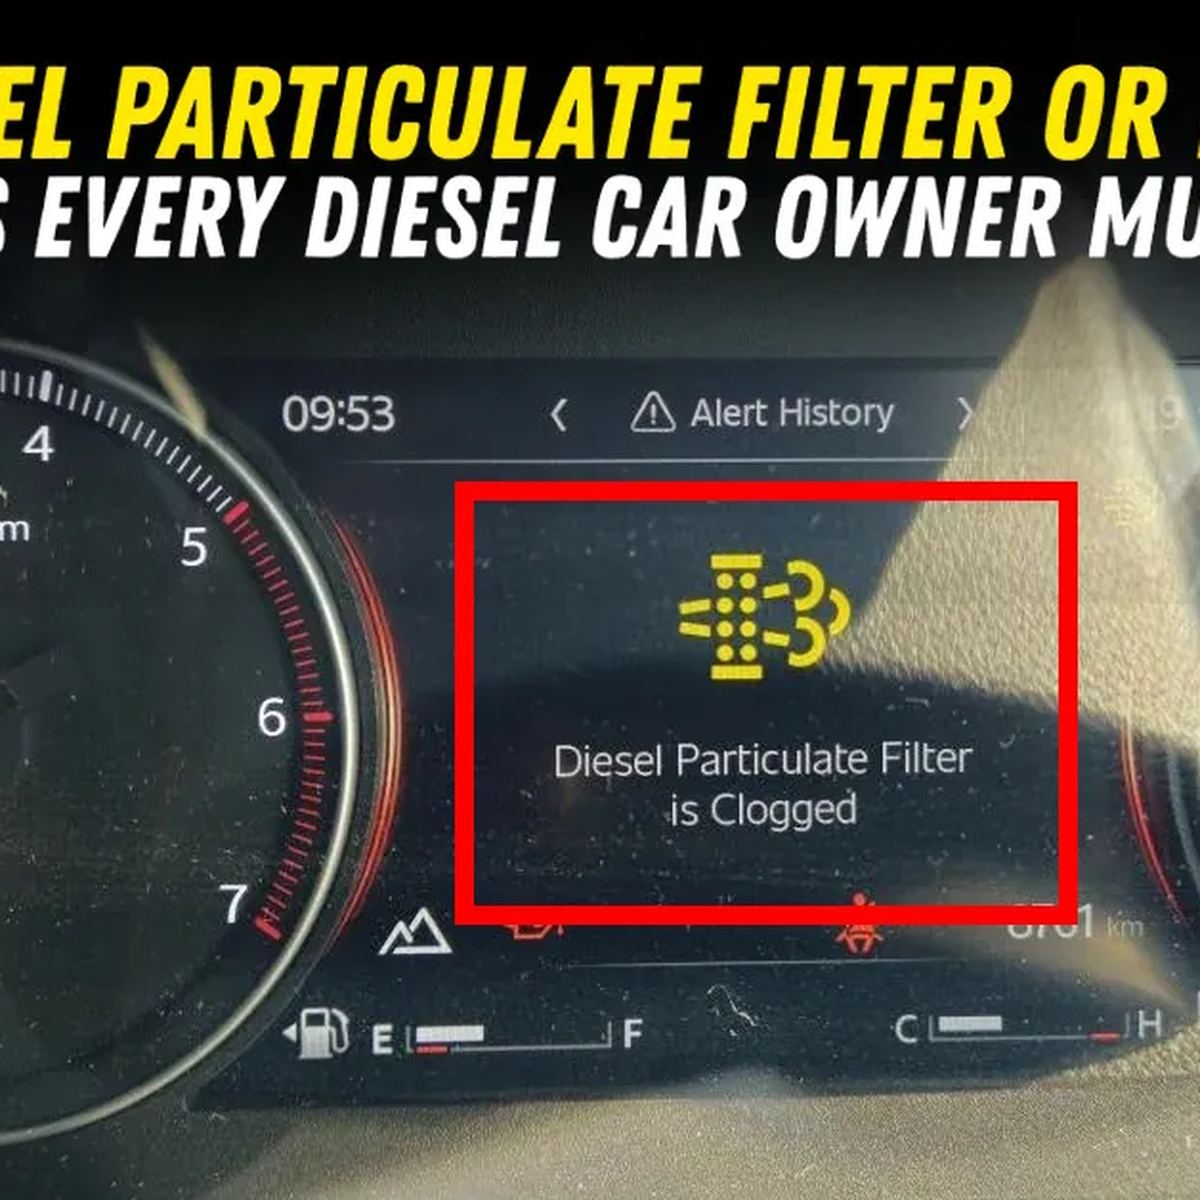 EL PARTICULATE FILTER OR
S EVERY DIESEL CAR OWNER MU
09:53
Alert History
4
5
6
7
m
Diesel Particulate Filter
is Clogged
km
E F
C H